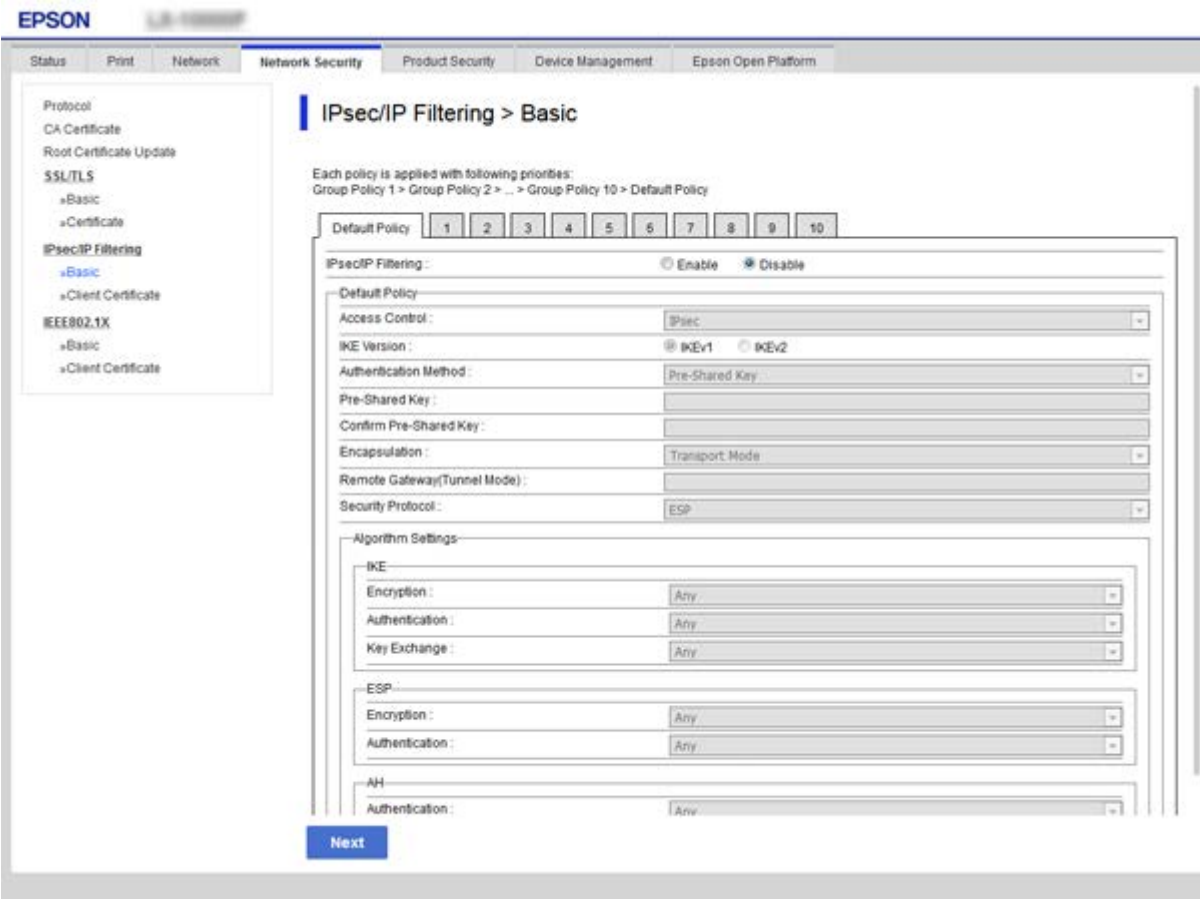 EPSON
Status Print Network Network Security Product Security Device Management Epson Open Platform
Protocol
CA Certificate
Root Certificate Update
SSL/TLS
»Basic
»Certificate
IPsec/IP Filtering
»Basic
»Client Certificate
IEEE802.1X
»Basic
»Client Certificate
IPsec/IP Filtering > Basic
Each policy is applied with following priorities:
Group Policy 1 > Group Policy 2 > ... > Group Policy 10 > Default Policy
Default Policy 1 2 3 4 5 6 7 8 9 10
IPsec/IP Filtering : Enable Disable
Default Policy
Access Control : IPsec
IKE Version : IKEv1 IKEv2
Authentication Method : Pre-Shared Key
Pre-Shared Key :
Confirm Pre-Shared Key :
Encapsulation : Transport Mode
Remote Gateway(Tunnel Mode) :
Security Protocol : ESP
Algorithm Settings
IKE
Encryption : Any
Authentication : Any
Key Exchange : Any
ESP
Encryption : Any
Authentication : Any
AH
Authentication : Any
Next